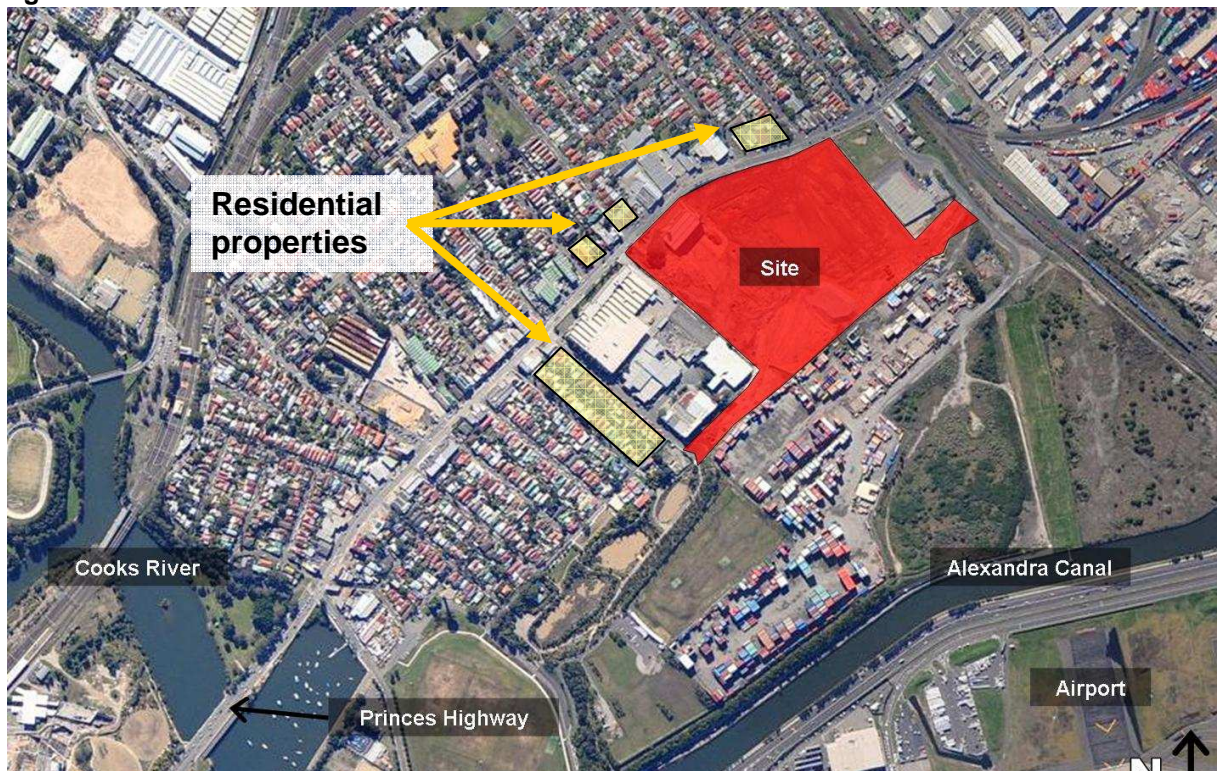 Residential
properties
Site
Cooks River
Alexandra Canal
Airport
Princes Highway
N